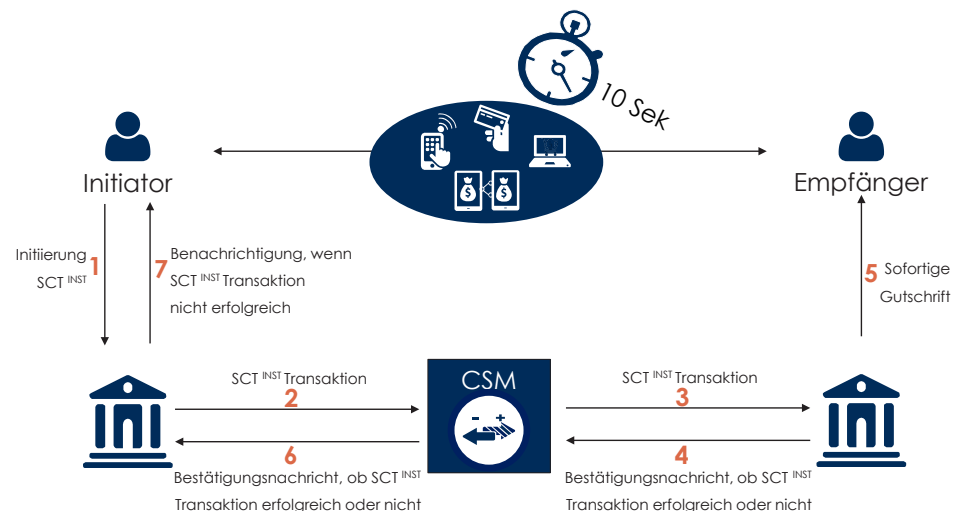 10 Sek
Initiator
Empfänger
Initiierung
SCT INST
1
7
Benachrichtigung, wenn
SCT INST Transaktion
nicht erfolgreich
5
Sofortige
Gutschrift
SCT INST Transaktion
2
CSM
- +
SCT INST Transaktion
3
6
Bestätigungsnachricht, ob SCT INST
Transaktion erfolgreich oder nicht
4
Bestätigungsnachricht, ob SCT INST
Transaktion erfolgreich oder nicht
$ $